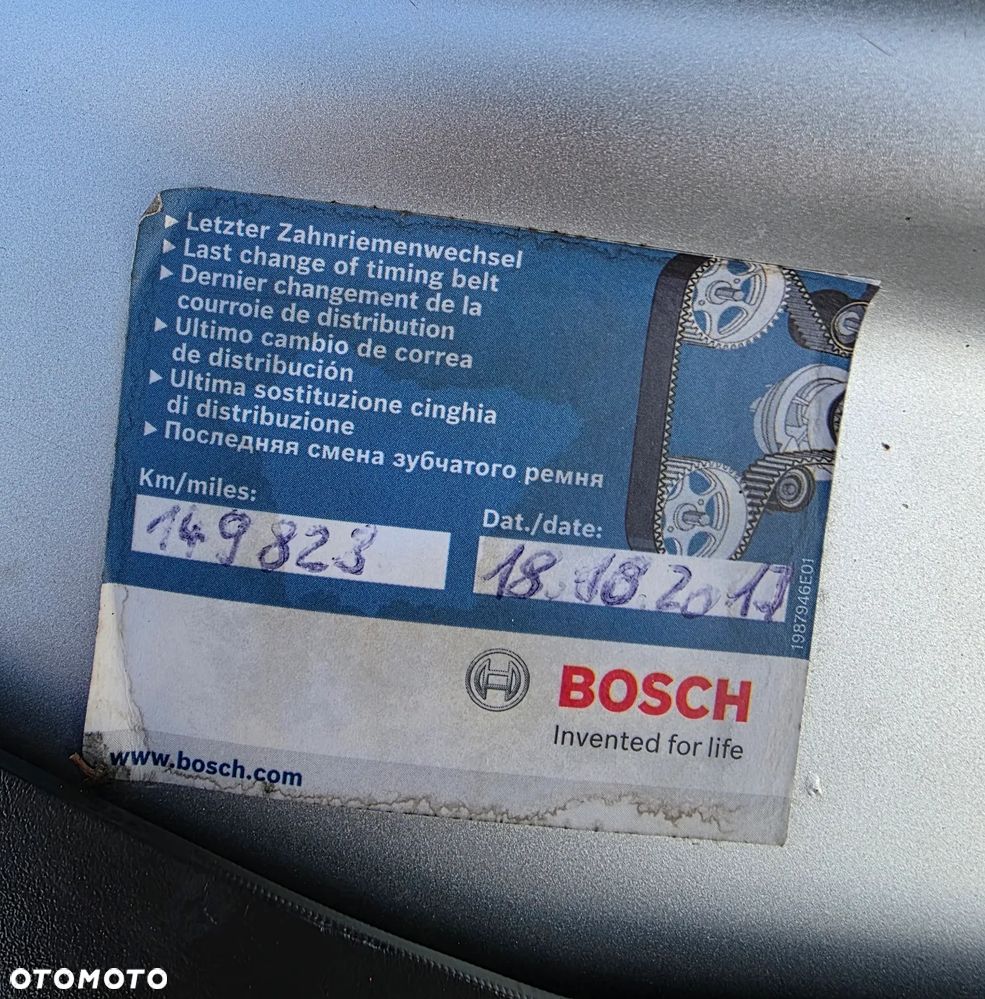 Letzter Zahnriemenwechsel
Last change of timing belt
Dernier changement de la
courroie de distribution
Ultimo cambio de correa
de distribución
Ultima sostituzione cinghia
di distribuzione
Последняя смена зубчатого ремня
Km/miles:
149823
Dat./date:
18.
1987946E01
BOSCH
Invented for life
www.bosch.com
OTOMOTO